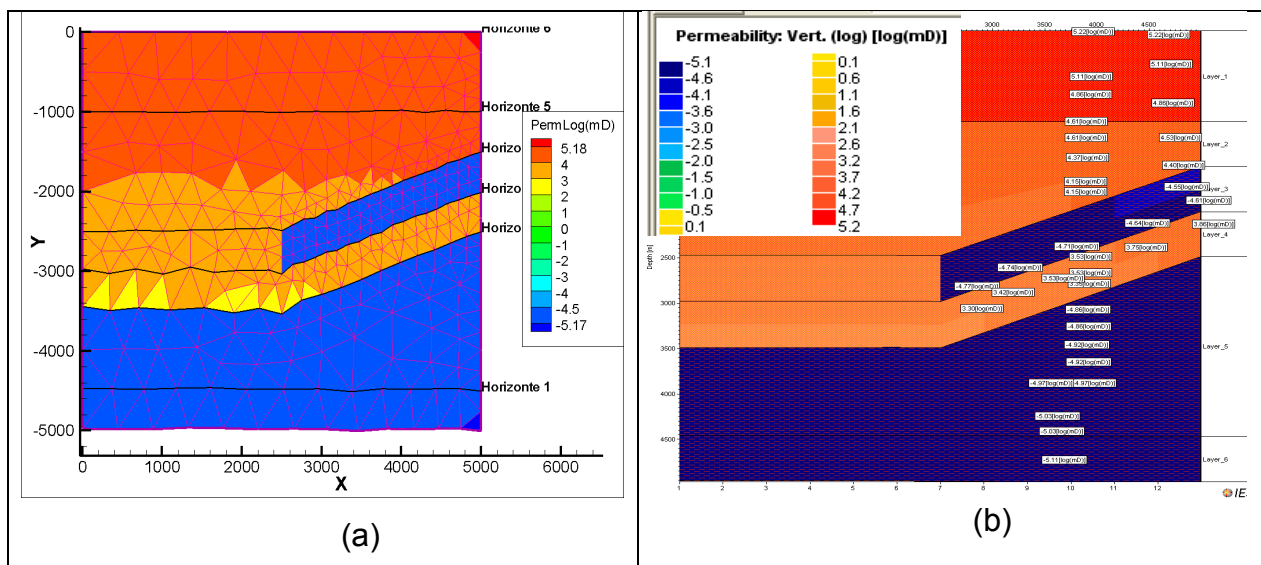 0
-1000
-2000
-3000
-4000
-5000
Y
0 1000 2000 3000 4000 5000 6000
X
Horizonte 6
Horizonte 5
Horizo
Horizo
Horizo
Horizonte 1
PermLog(mD)
5.18
4
3
2
1
0
-1
-2
-3
-4
-4.5
-5.17
(a)
Permeability: Vert. (log) [log(mD)]
-5.1
-4.6
-4.1
-3.6
-3.0
-2.5
-2.0
-1.5
-1.0
-0.5
0.1
0.1
0.6
1.1
1.6
2.1
2.6
3.2
3.7
4.2
4.7
5.2
3000 3500 4000 4500
5.22[log(mD)]
5.22[log(mD)]
5.11[log(mD)]
5.11[log(mD)]
4.86[log(mD)]
4.86[log(mD)]
4.61[log(mD)]
4.61[log(mD)]
4.53[log(mD)]
4.37[log(mD)]
4.40[log(mD)]
4.15[log(mD)]
4.15[log(mD)]
-4.55[log(mD)]
-4.61[log(mD)]
-4.64[log(mD)]
3.86[log(mD)]
-4.71[log(mD)]
3.75[log(mD)]
3.53[log(mD)]
-4.74[log(mD)]
3.53[log(mD)]
3.53[log(mD)]
-4.77[log(mD)]
3.42[log(mD)]
3.30[log(mD)]
-4.86[log(mD)]
-4.86[log(mD)]
-4.92[log(mD)]
-4.92[log(mD)]
-4.97[log(mD)]
-4.97[log(mD)]
-5.03[log(mD)]
-5.03[log(mD)]
-5.11[log(mD)]
Layer_1
Layer_2
Layer_4
Layer_5
Layer_6
Depth [m]
2500
3000
3500
4000
4500
1 2 3 4 5 6 7 8 9 10 11 12
IE
(b)